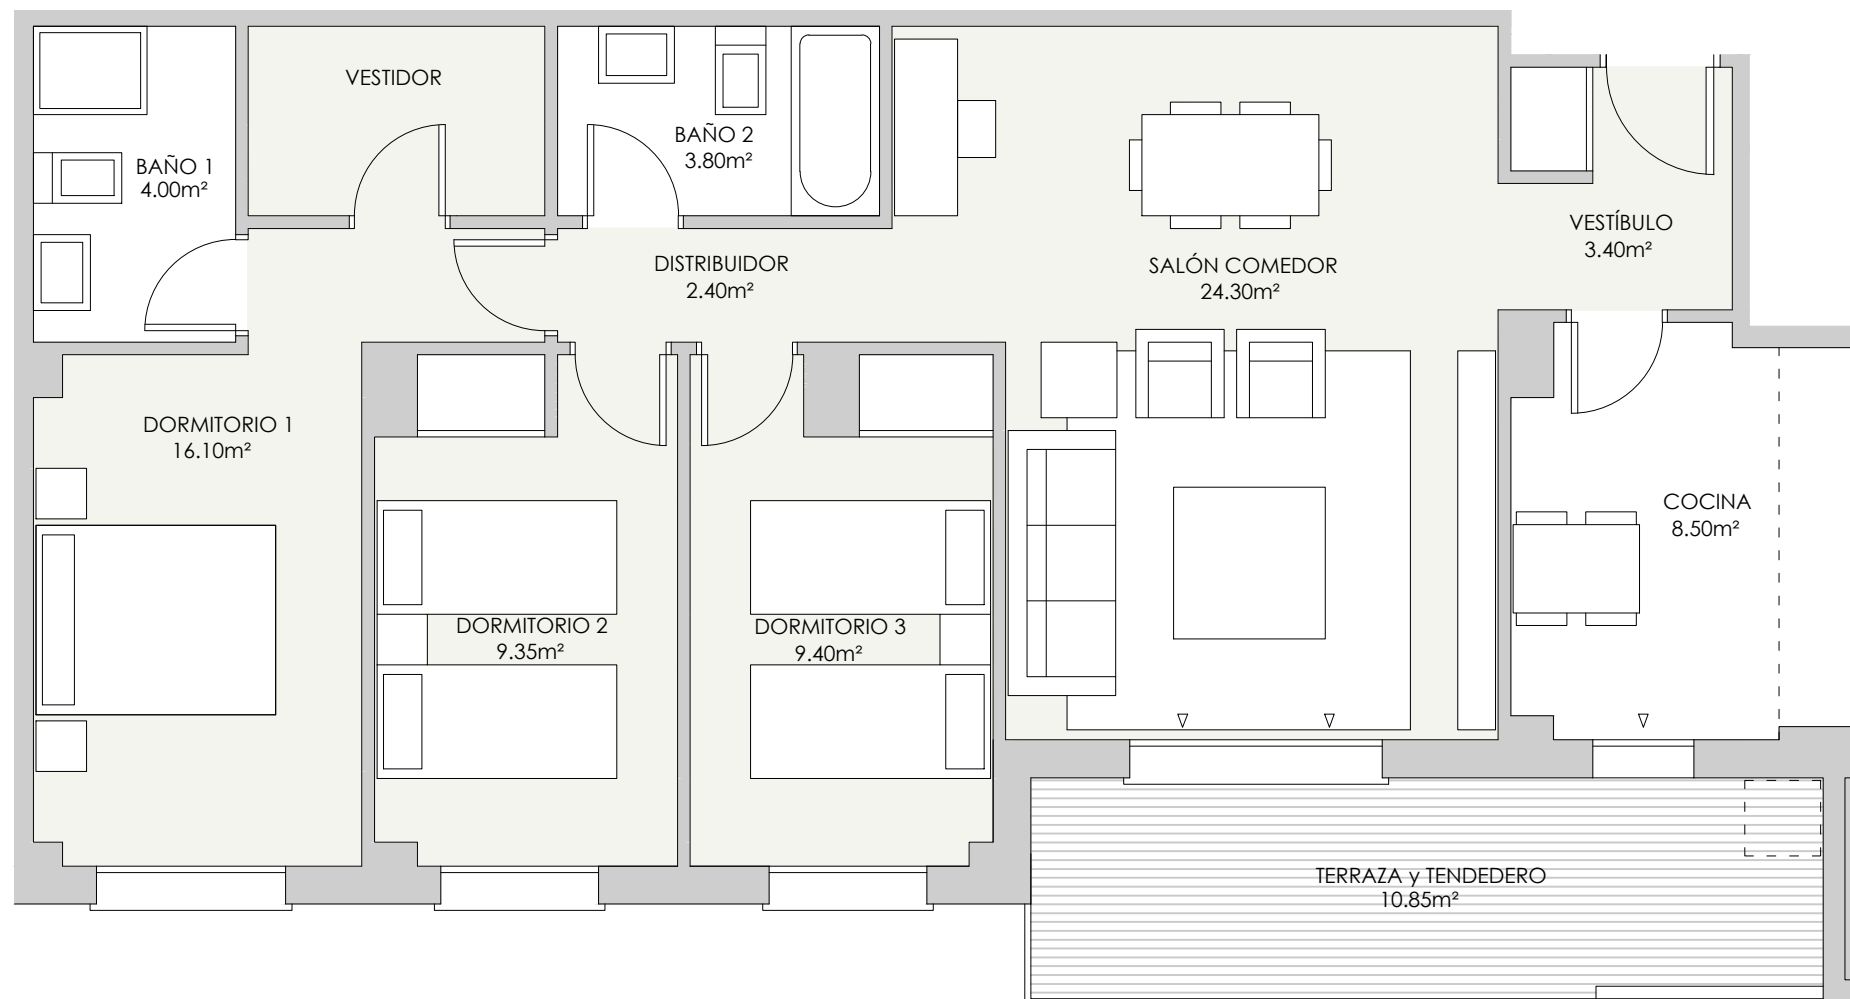 VESTIDOR
BAÑO 2
3.80m²
BAÑO 1
4.00m²
VESTÍBULO
3.40m²
DISTRIBUIDOR
2.40m²
SALÓN COMEDOR
24.30m²
DORMITORIO 1
16.10m²
COCINA
8.50m²
DORMITORIO 2
9.35m²
DORMITORIO 3
9.40m²
TERRAZA y TENDEDERO
10.85m²